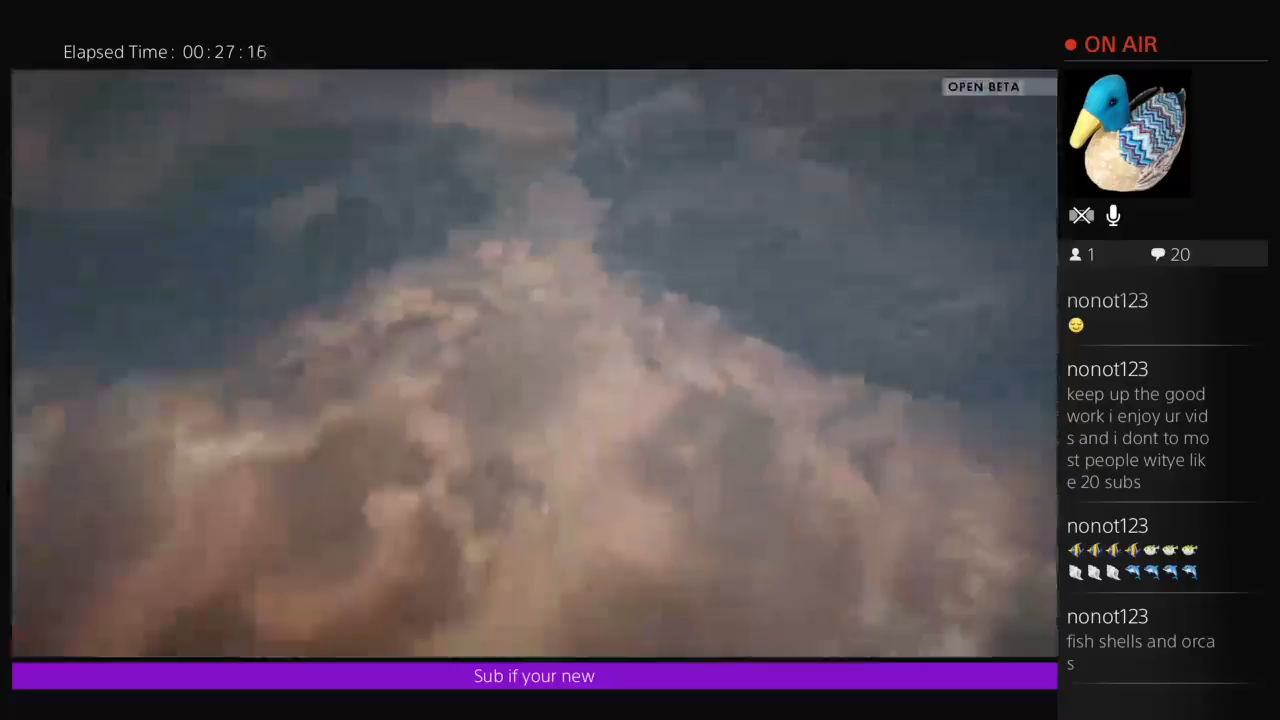 Elapsed Time: 00:27:16
ON AIR
OPEN BETA
1 20
nonot123
nonot123
keep up the good
work i enjoy ur vid
s and i dont to mo
st people witye lik
e 20 subs
nonot123
nonot123
fish shells and orca
s
Sub if your new